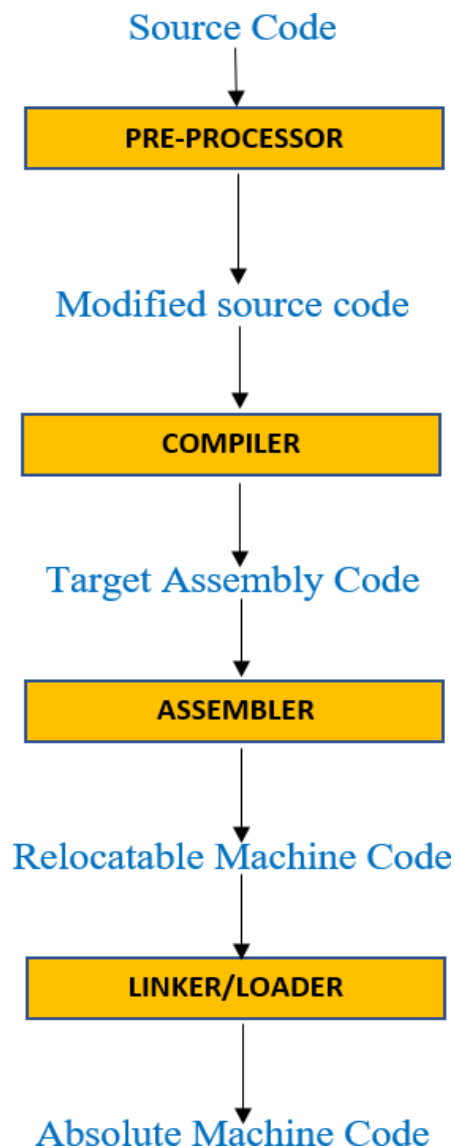 Source Code
PRE-PROCESSOR
Modified source code
COMPILER
Target Assembly Code
ASSEMBLER
Relocatable Machine Code
LINKER/LOADER
Absolute Machine Code